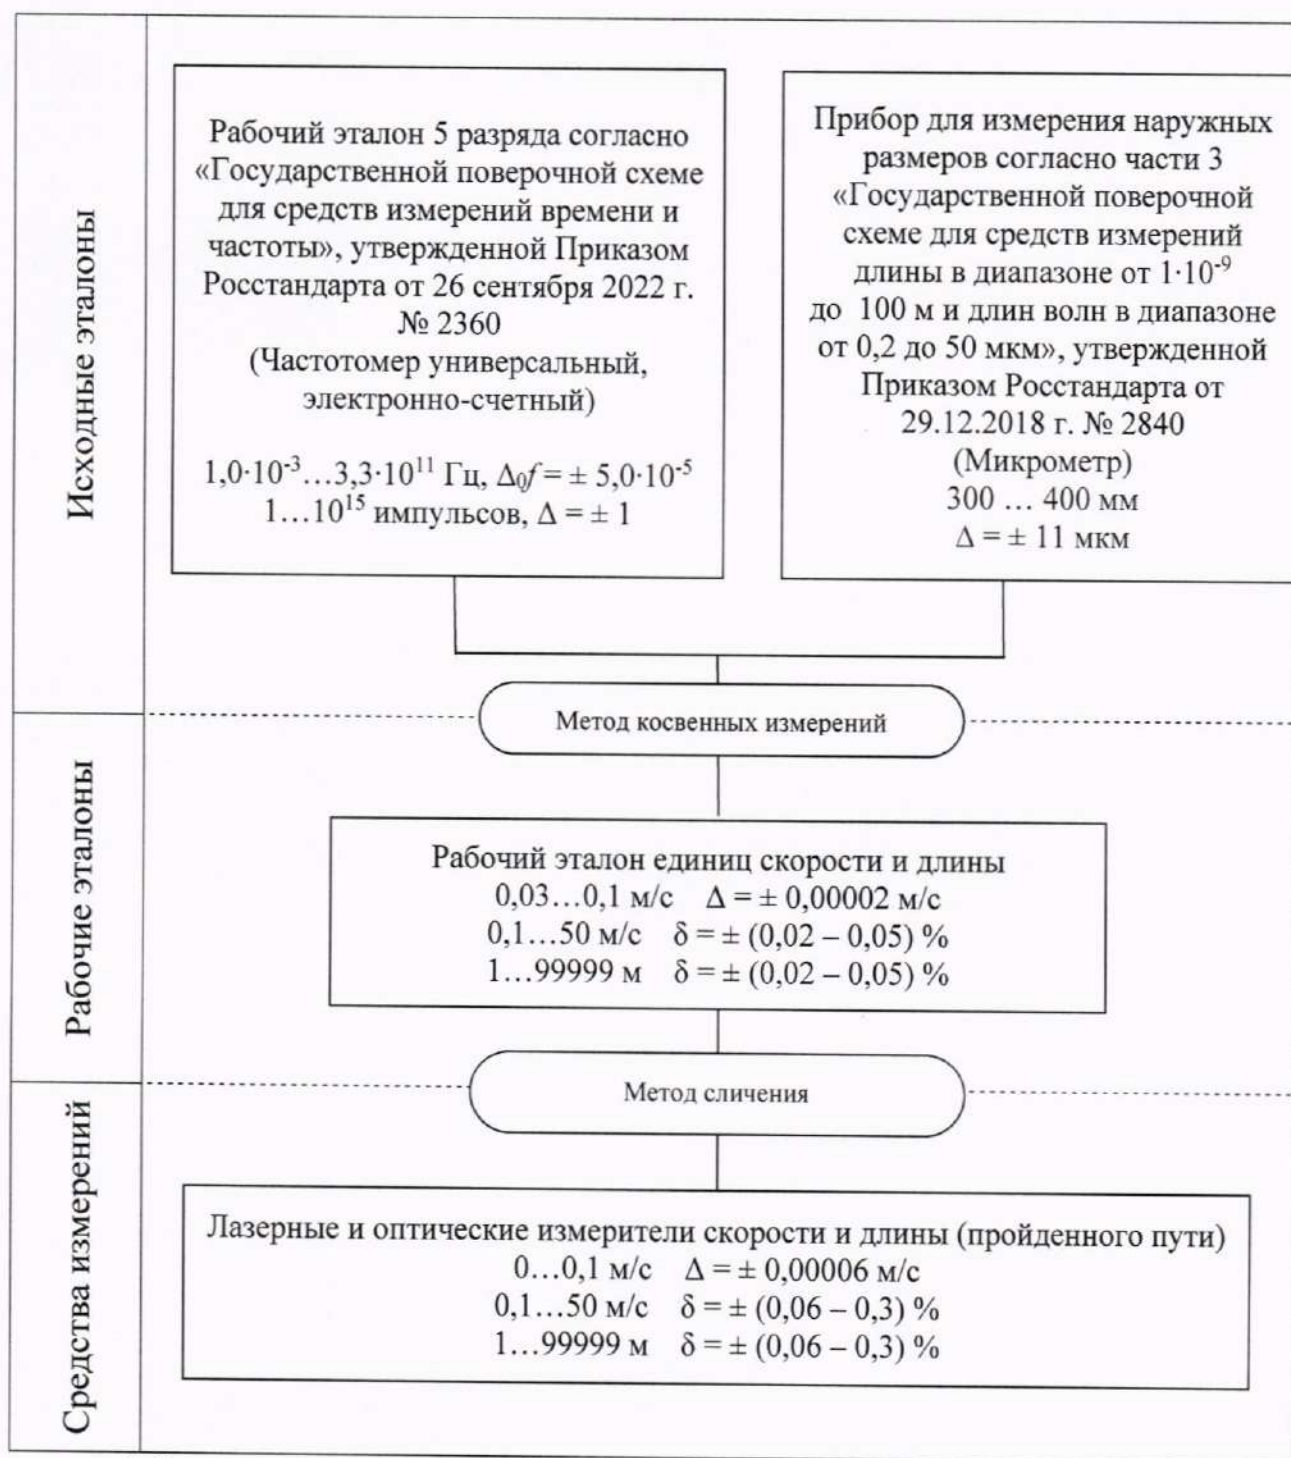 Исходные эталоны
Рабочий эталон 5 разряда согласно
«Государственной поверочной схеме
для средств измерений времени и
частоты», утвержденной Приказом
Росстандарта от 26 сентября 2022 г.
№ 2360
(Частотомер универсальный,
электронно-счетный)
1,0·10⁻³…3,3·10¹¹ Гц, Δ₀f = ± 5,0·10⁻⁵
1…10¹⁵ импульсов, Δ = ± 1
Прибор для измерения наружных
размеров согласно части 3
«Государственной поверочной
схеме для средств измерений
длины в диапазоне от 1·10⁻⁹
до 100 м и длин волн в диапазоне
от 0,2 до 50 мкм», утвержденной
Приказом Росстандарта от
29.12.2018 г. № 2840
(Микрометр)
300 … 400 мм
Δ = ± 11 мкм
Метод косвенных измерений
Рабочие эталоны
Рабочий эталон единиц скорости и длины
0,03…0,1 м/с Δ = ± 0,00002 м/с
0,1…50 м/с δ = ± (0,02 – 0,05) %
1…99999 м δ = ± (0,02 – 0,05) %
Метод сличения
Средства измерений
Лазерные и оптические измерители скорости и длины (пройденного пути)
0…0,1 м/с Δ = ± 0,00006 м/с
0,1…50 м/с δ = ± (0,06 – 0,3) %
1…99999 м δ = ± (0,06 – 0,3) %